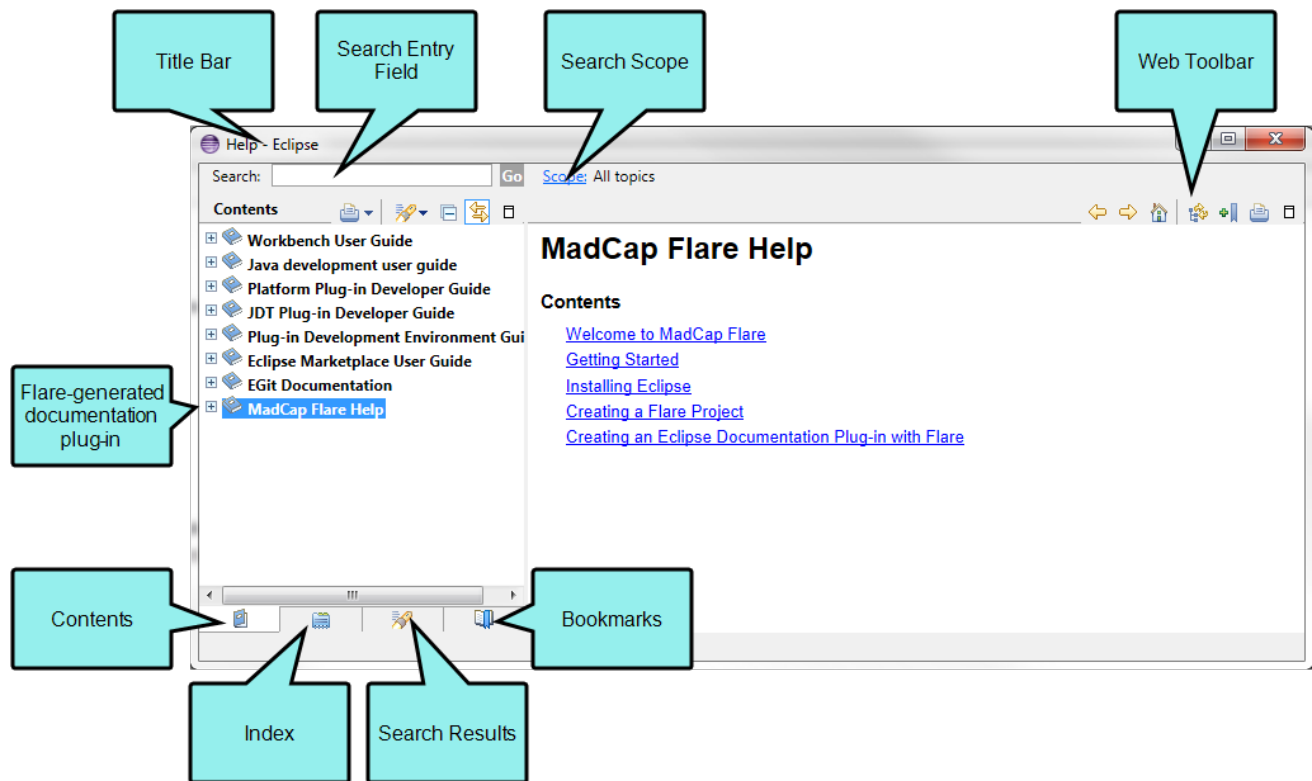 Title Bar
Search Entry
Field
Search Scope
Web Toolbar
Help - Eclipse
Search:
Go
Scope: All topics
Contents
Workbench User Guide
Java development user guide
Platform Plug-in Developer Guide
JDT Plug-in Developer Guide
Plug-in Development Environment Gui
Eclipse Marketplace User Guide
EGit Documentation
MadCap Flare Help
MadCap Flare Help
Contents
Welcome to MadCap Flare
Getting Started
Installing Eclipse
Creating a Flare Project
Creating an Eclipse Documentation Plug-in with Flare
Flare-generated
documentation
plug-in
Contents
Bookmarks
Index
Search Results